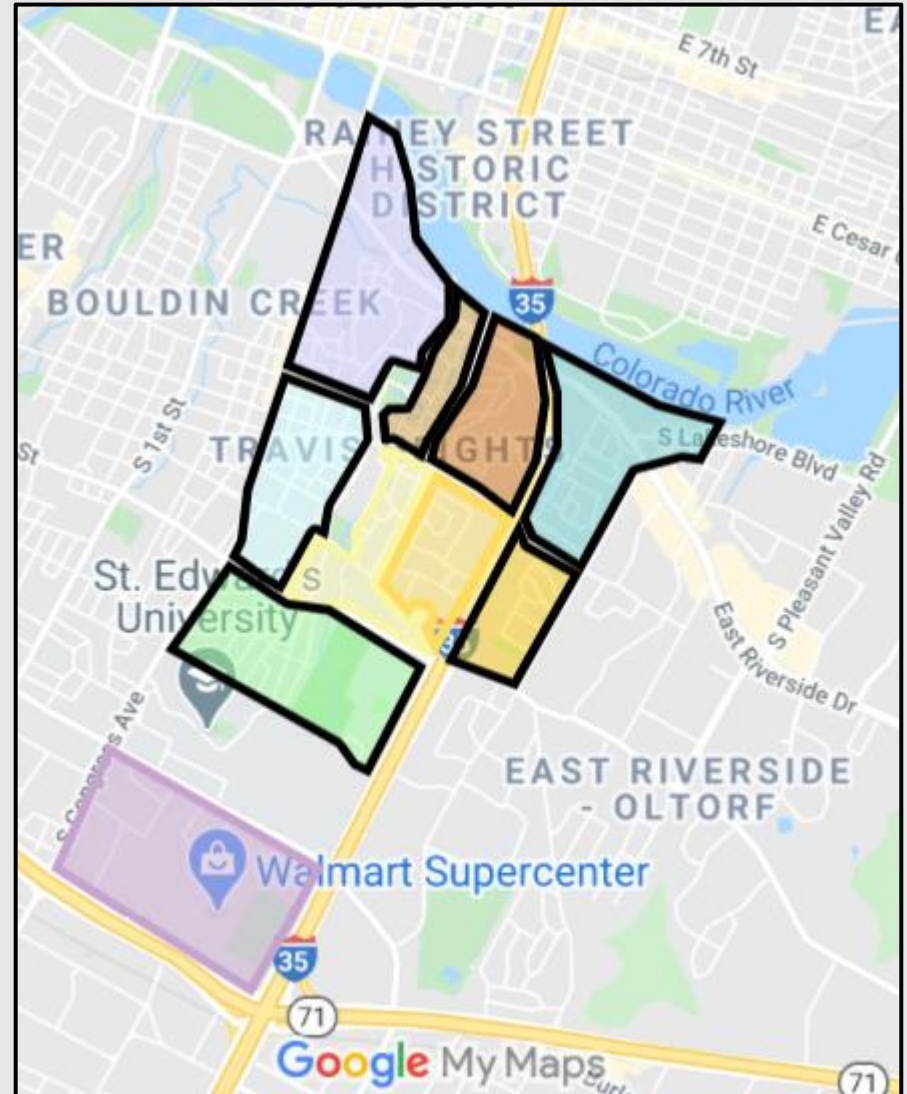 E 7th St
RAINEY STREET
HISTORIC
DISTRICT
E Cesar
ER
BOULDIN CREEK
35
Colorado River
S 1st St
S Lakeshore Blvd
St
TRAVIS HEIGHTS
S Pleasant Valley Rd
St. Edward's
University
East Riverside Dr
S Congress Ave
EAST RIVERSIDE
- OLTORF
Walmart Supercenter
35
71
Google My Maps
71